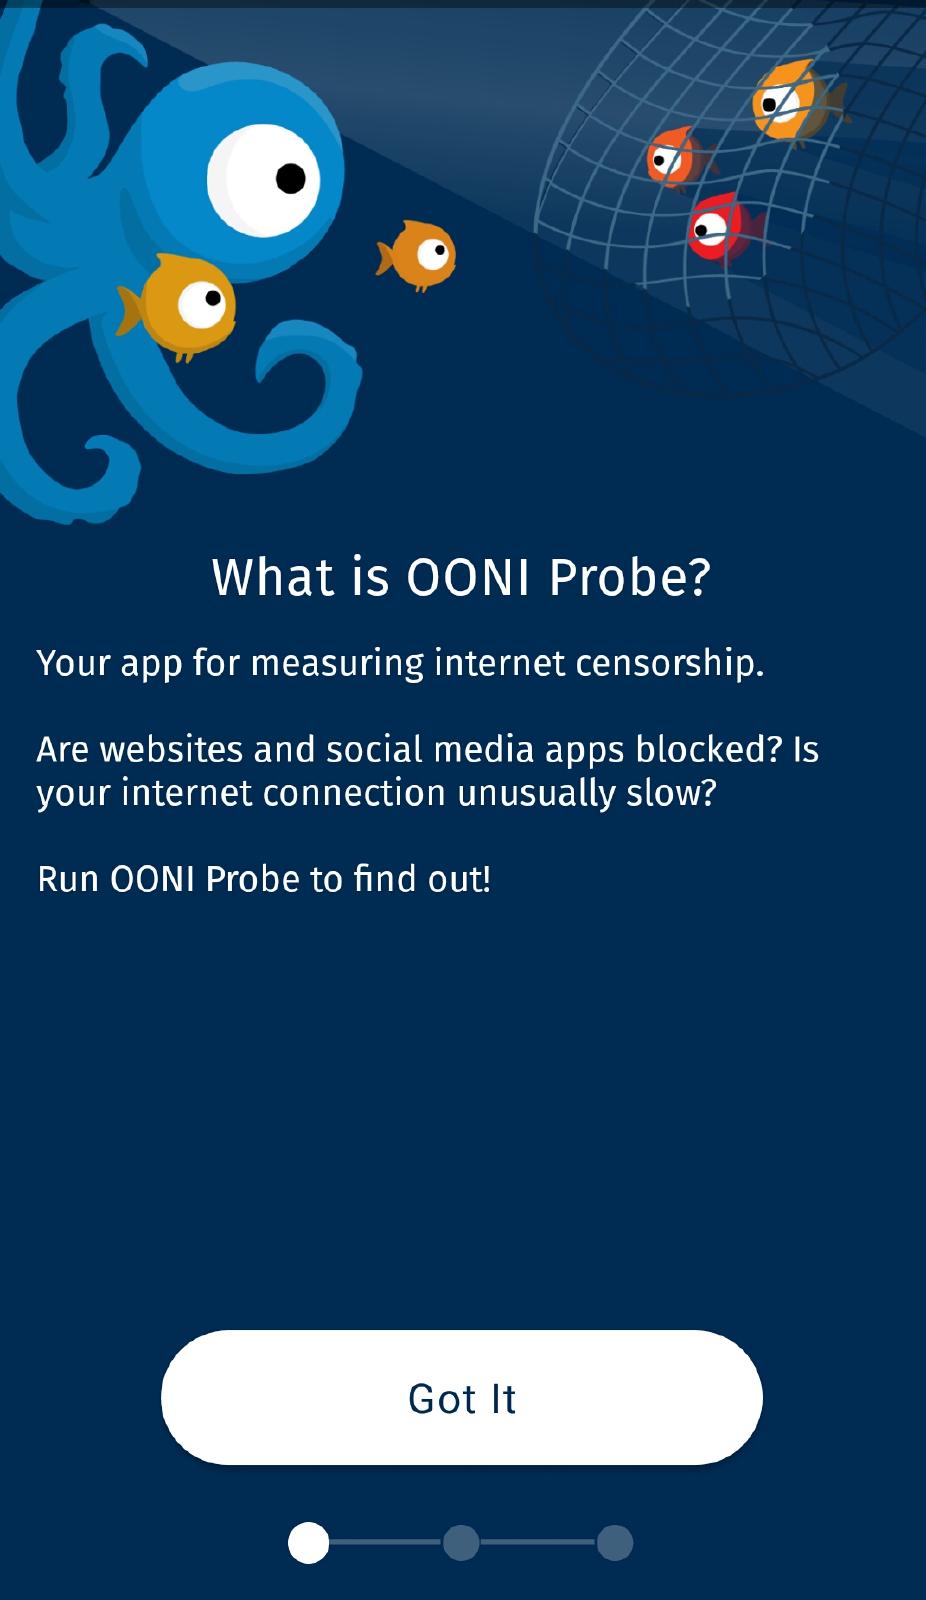 What is OONI Probe?
Your app for measuring internet censorship.
Are websites and social media apps blocked? Is
your internet connection unusually slow?
Run OONI Probe to find out!
Got It